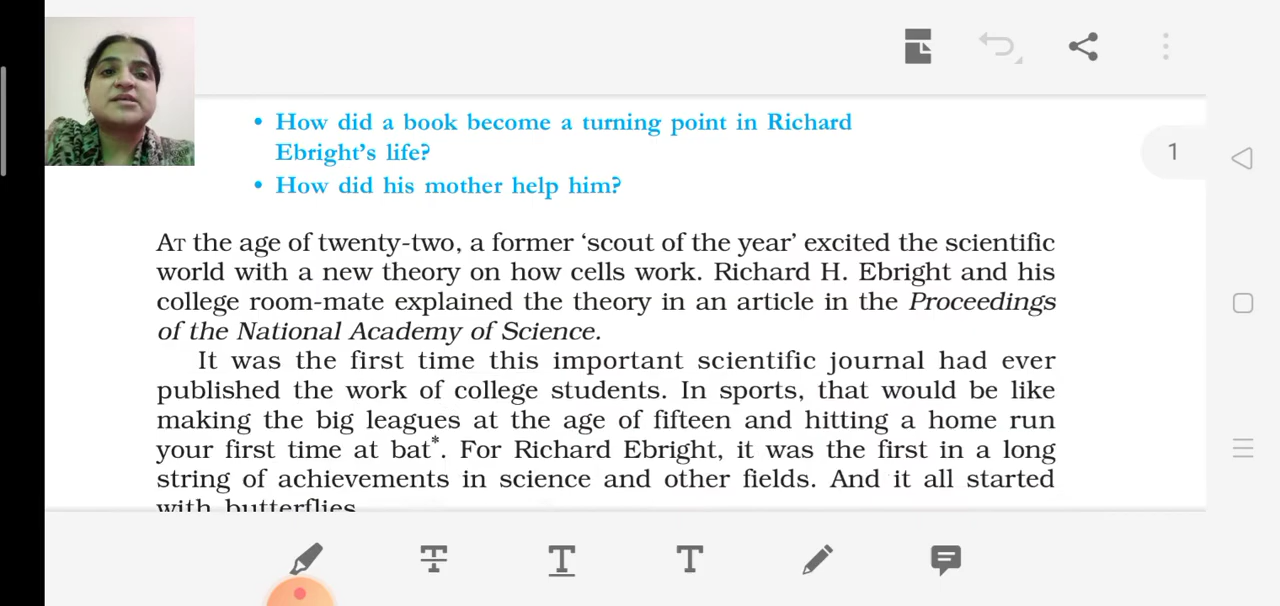 1
• How did a book become a turning point in Richard
Ebright's life?
• How did his mother help him?
AT the age of twenty-two, a former ‘scout of the year’ excited the scientific
world with a new theory on how cells work. Richard H. Ebright and his
college room-mate explained the theory in an article in the Proceedings
of the National Academy of Science.
It was the first time this important scientific journal had ever
published the work of college students. In sports, that would be like
making the big leagues at the age of fifteen and hitting a home run
your first time at bat*. For Richard Ebright, it was the first in a long
string of achievements in science and other fields. And it all started
with butterflies
T T T